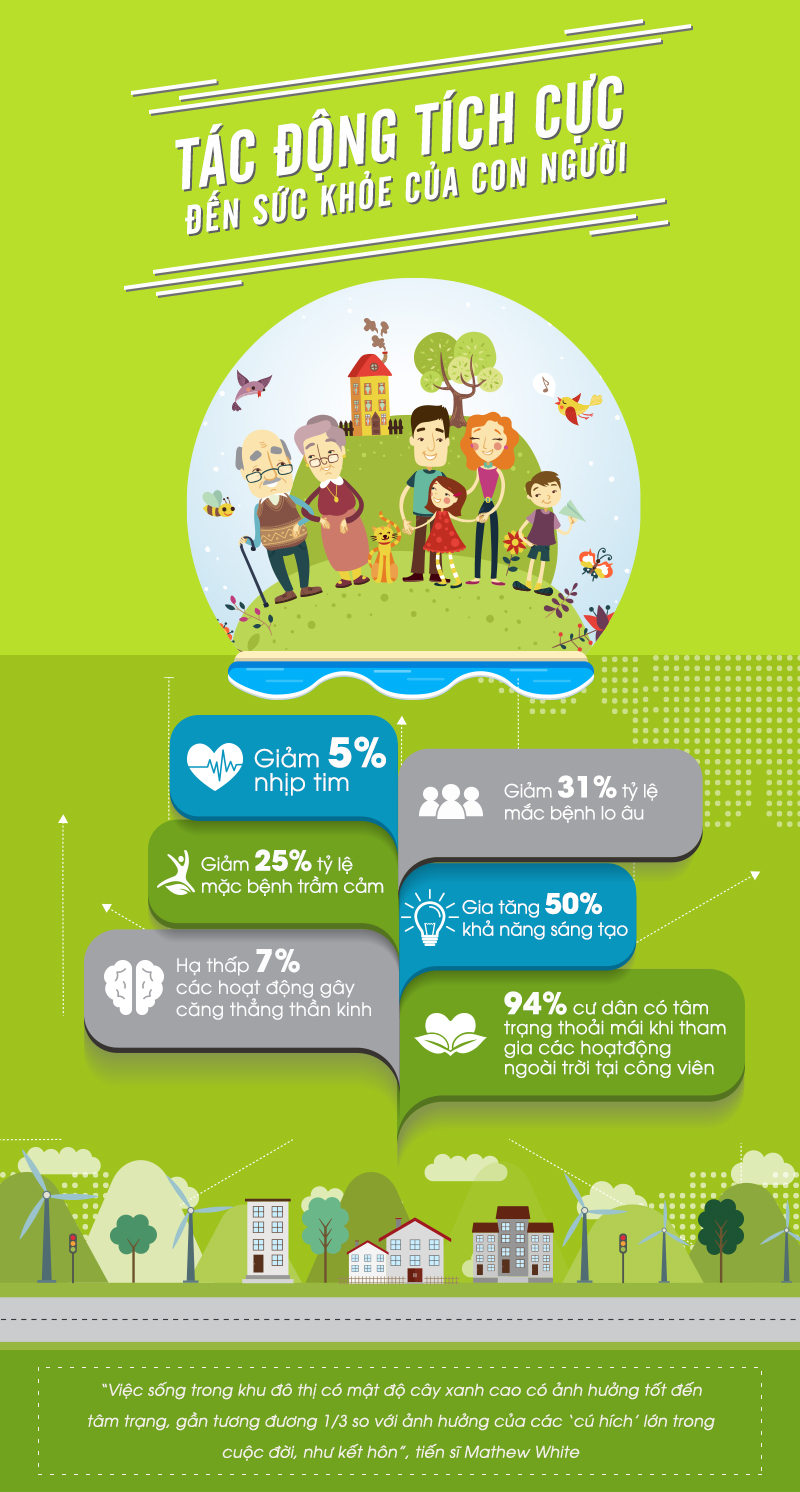 TÁC ĐỘNG TÍCH CỰC
ĐẾN SỨC KHỎE CỦA CON NGƯỜI
Giảm 5%
nhịp tim
Giảm 31% tỷ lệ
mắc bệnh lo âu
Giảm 25% tỷ lệ
mặc bệnh trầm cảm
Gia tăng 50%
khả năng sáng tạo
Hạ thấp 7%
các hoạt động gây
căng thẳng thần kinh
94% cư dân có tâm
trạng thoải mái khi tham
gia các hoạtđộng
ngoài trời tại công viên
“Việc sống trong khu đô thị có mật độ cây xanh cao có ảnh hưởng tốt đến
tâm trạng, gần tương đương 1/3 so với ảnh hưởng của các ‘cú hích’ lớn trong
cuộc đời, như kết hôn”, tiến sĩ Mathew White